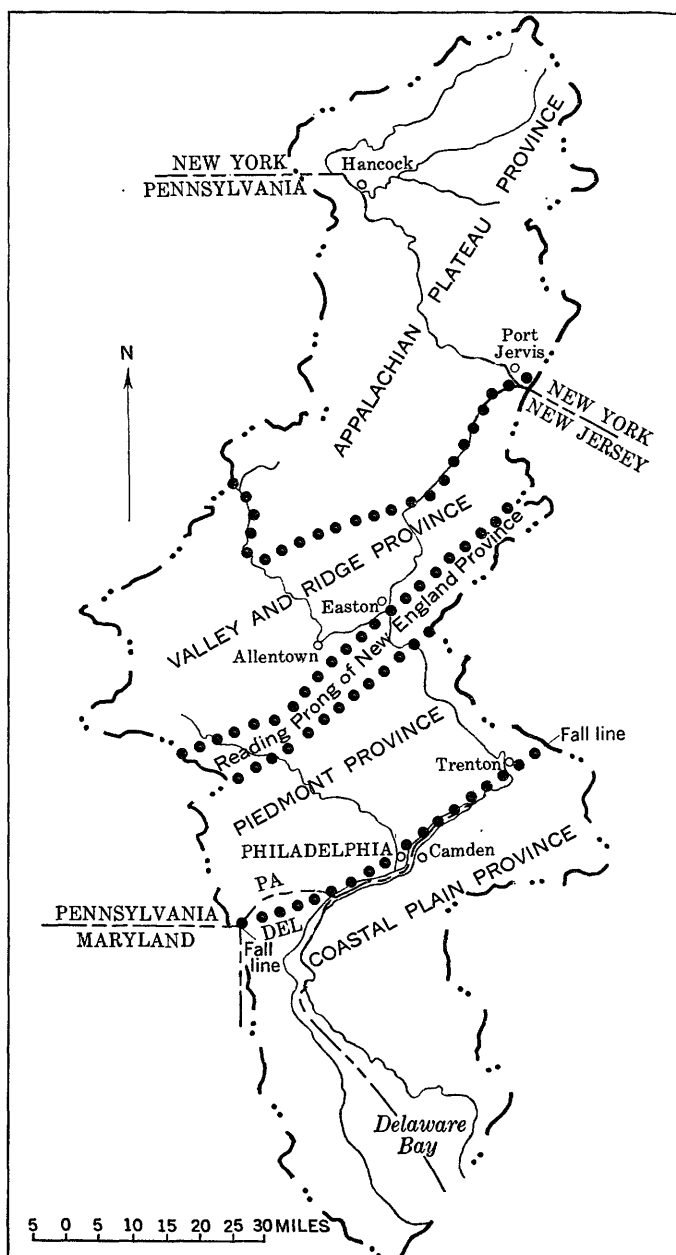 NEW YORK
PENNSYLVANIA
Hancock
APPALACHIAN PLATEAU PROVINCE
N
Port
Jervis
NEW YORK
NEW JERSEY
VALLEY AND RIDGE PROVINCE
Easton
Allentown
Reading Prong of New England Province
Fall line
PIEDMONT PROVINCE
Trenton
PHILADELPHIA
Camden
PA
DEL
PENNSYLVANIA
MARYLAND
Fall
line
COASTAL PLAIN PROVINCE
Delaware
Bay
5 0 5 10 15 20 25 30 MILES